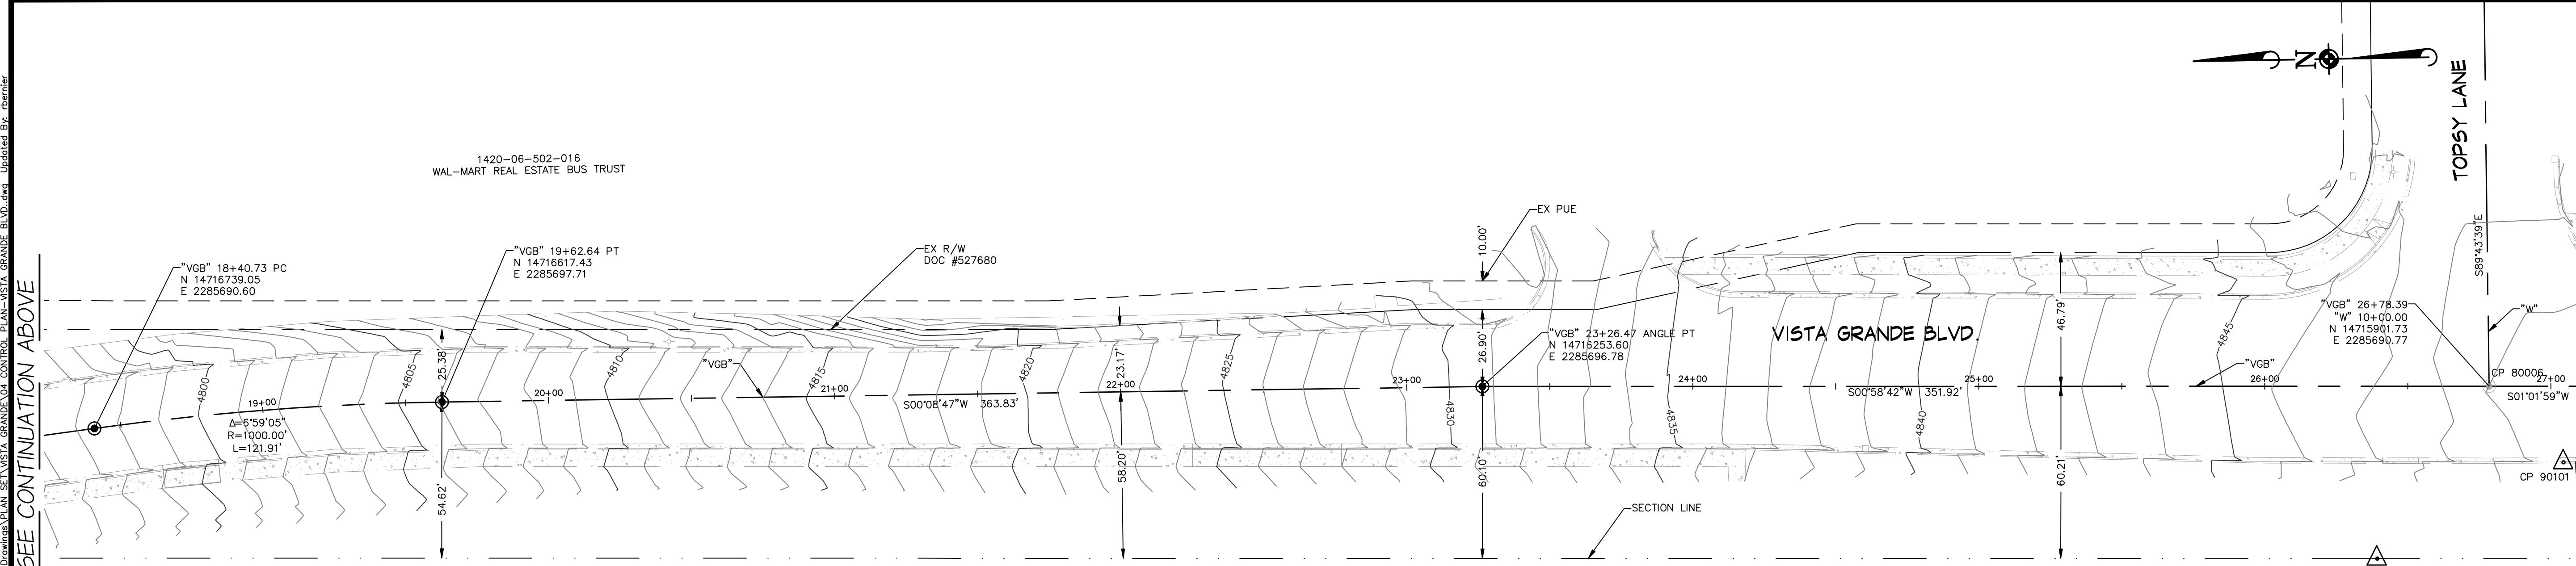 Drawings\PLAN SET\VISTA GRANDE\04 CONTROL PLAN-VISTA GRANDE BLVD..dwg Updated By: rbernier
SEE CONTINUATION ABOVE
1420-06-502-016
WAL-MART REAL ESTATE BUS TRUST
"VGB" 18+40.73 PC
N 14716739.05
E 2285690.60
"VGB" 19+62.64 PT
N 14716617.43
E 2285697.71
EX R/W
DOC #527680
EX PUE
10.00'
N
TOPSY LANE
S89°43'39"E
"VGB" 26+78.39
"W" 10+00.00
N 14715901.73
E 2285690.77
"W"
"VGB" 23+26.47 ANGLE PT
N 14716253.60
E 2285696.78
VISTA GRANDE BLVD.
46.79'
26.90'
23.17'
25.38'
4800
4805
4810
4815
4820
4825
4830
4835
4840
4845
"VGB"
"VGB"
19+00
20+00
21+00
22+00
23+00
24+00
25+00
26+00
27+00
CP 80006
Δ=6°59'05"
R=1000.00'
L=121.91'
S00°08'47"W 363.83'
S00°58'42"W 351.92'
S01°01'59"W
54.62'
58.20'
60.10'
60.21'
CP 90101
SECTION LINE